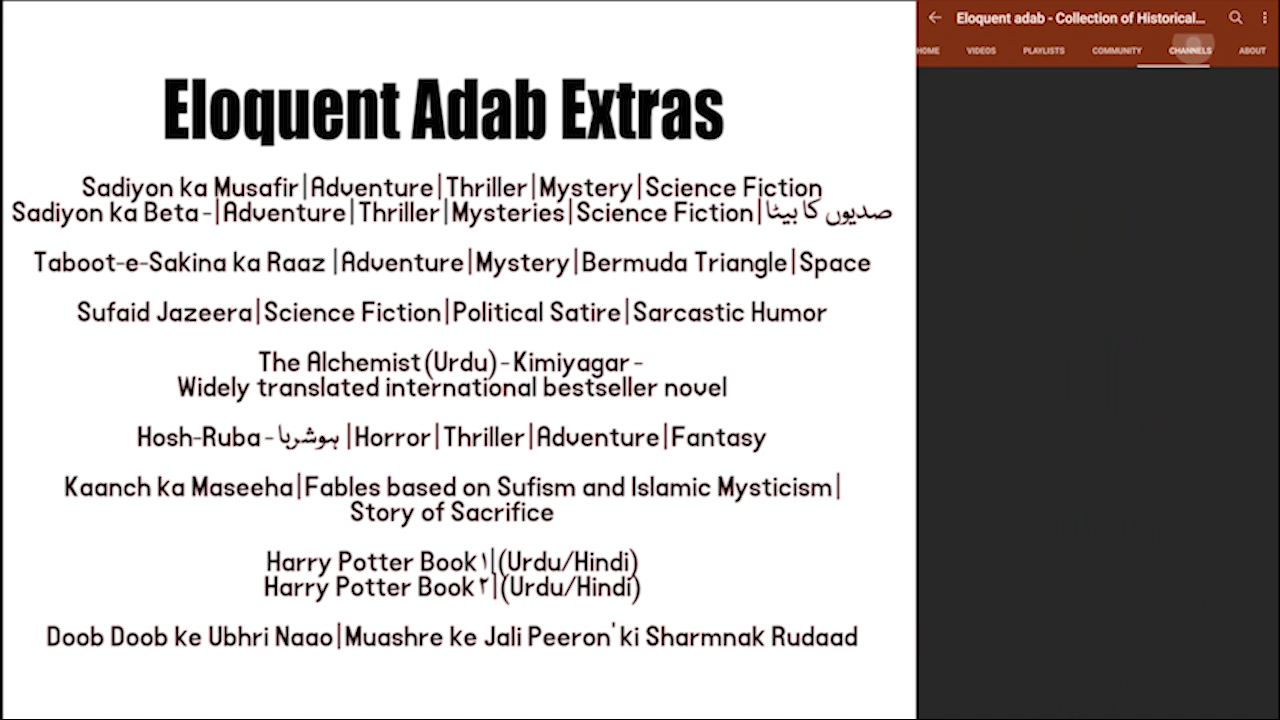 Eloquent Adab Extras
Sadiyon ka Musafir|Adventure|Thriller|Mystery|Science Fiction
Sadiyon ka Beta-|Adventure|Thriller|Mysteries|Science Fiction|صدیوں کا بیٹا
Taboot-e-Sakina ka Raaz |Adventure|Mystery|Bermuda Triangle|Space
Sufaid Jazeera|Science Fiction|Political Satire|Sarcastic Humor
The Alchemist(Urdu)-Kimiyagar-
Widely translated international bestseller novel
Hosh-Ruba-ہوشربا |Horror|Thriller|Adventure|Fantasy
Kaanch ka Maseeha|Fables based on Sufism and Islamic Mysticism|
Story of Sacrifice
Harry Potter Book۱|(Urdu/Hindi)
Harry Potter Book۲|(Urdu/Hindi)
Doob Doob ke Ubhri Naao|Muashre ke Jali Peeron'ki Sharmnak Rudaad
Eloquent adab - Collection of Historical...
HOME VIDEOS PLAYLISTS COMMUNITY CHANNELS ABOUT